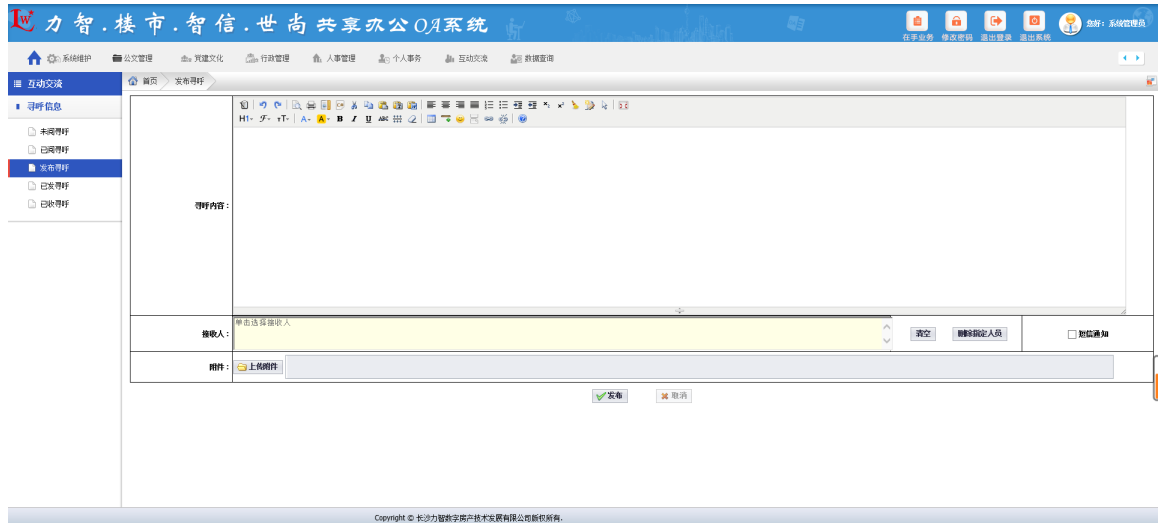 Lw 力智.楼市.智信.世尚共享办公OA系统
在手业务 修改密码 退出登录 退出系统 您好：系统管理员
系统维护 公文管理 党建文化 行政管理 人事管理 个人事务 互动交流 数据查询
互动交流 首页 发布寻呼
寻呼信息
未阅寻呼
已阅寻呼
发布寻呼
已发寻呼
已收寻呼
H1 F тT A A B I U ABC
寻呼内容：
接收人： 单击选择接收人 清空 删除指定人员 短信通知
附件： 上传附件
发布 取消
Copyright © 长沙力智数字房产技术发展有限公司版权所有.